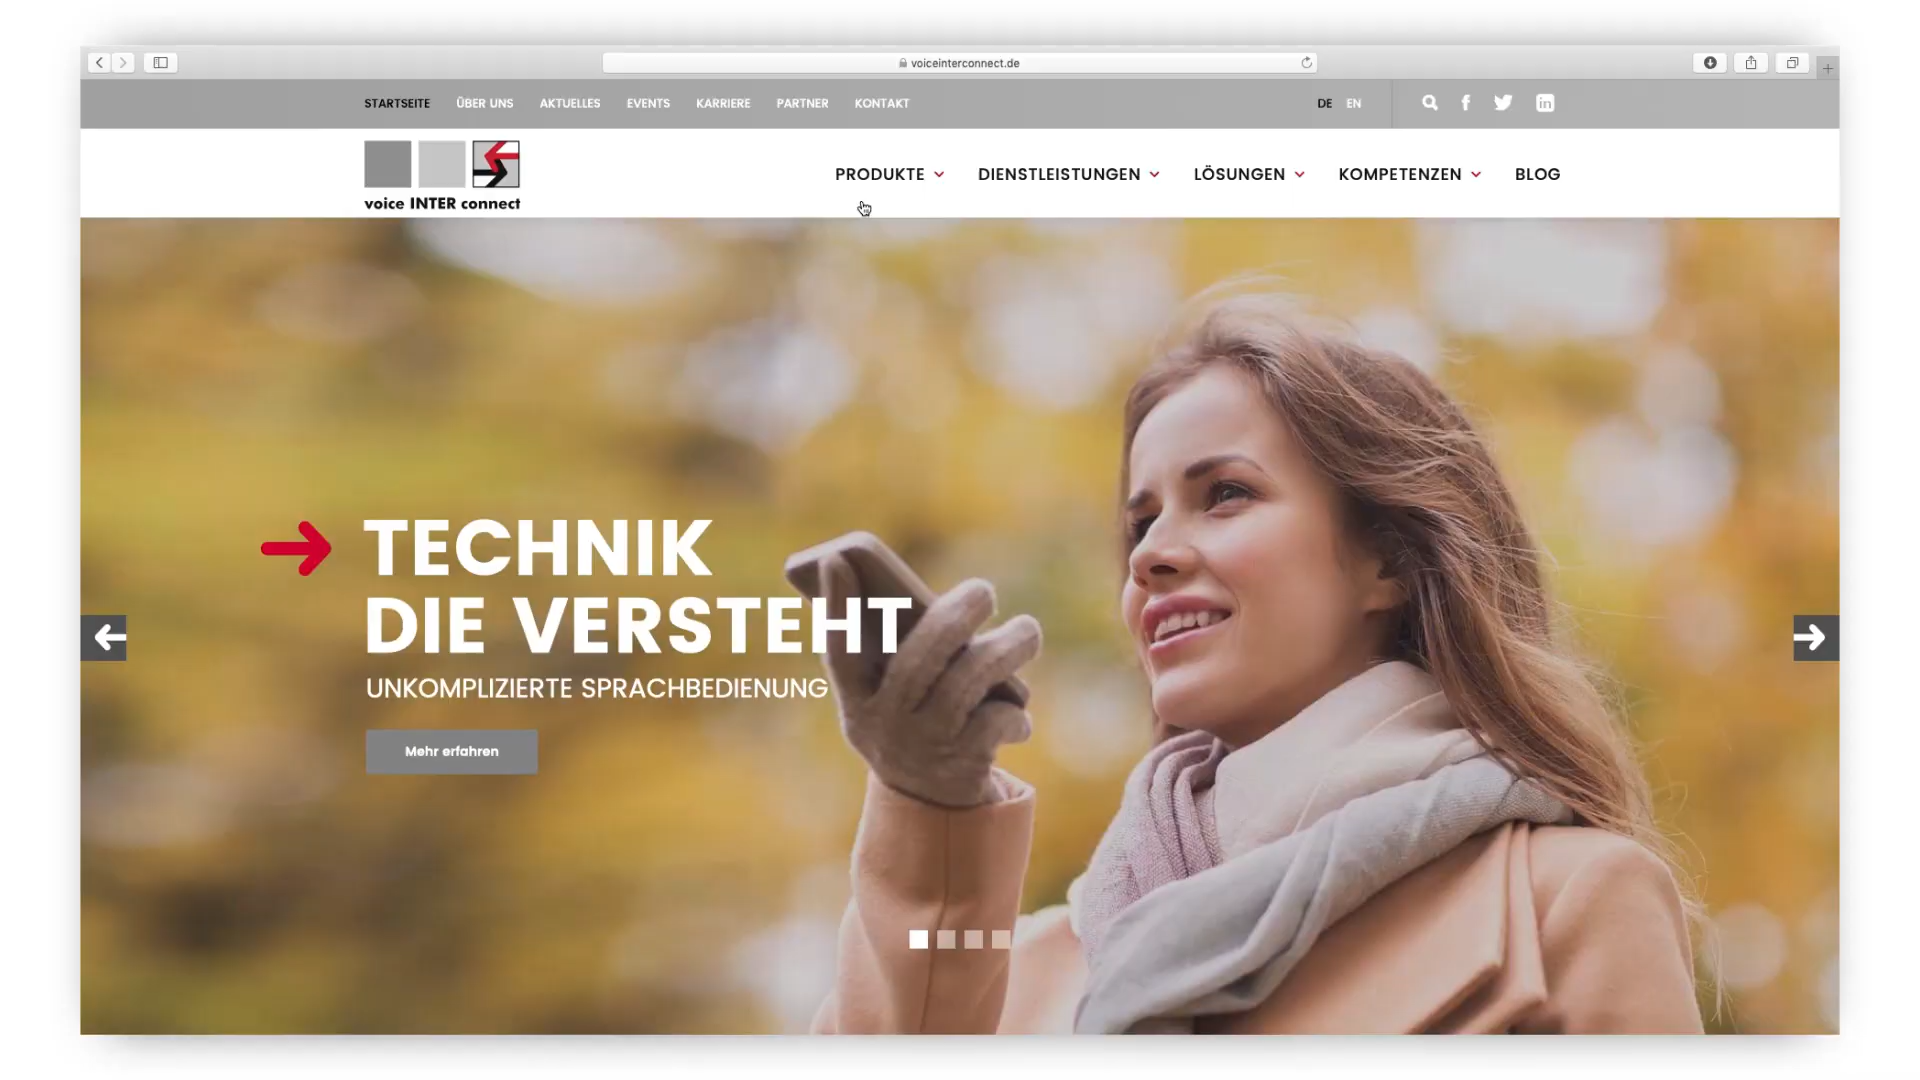 voiceinterconnect.de
STARTSEITE ÜBER UNS AKTUELLES EVENTS KARRIERE PARTNER KONTAKT DE EN
voice INTER connect
PRODUKTE DIENSTLEISTUNGEN LÖSUNGEN KOMPETENZEN BLOG
TECHNIK
DIE VERSTEHT
UNKOMPLIZIERTE SPRACHBEDIENUNG
Mehr erfahren